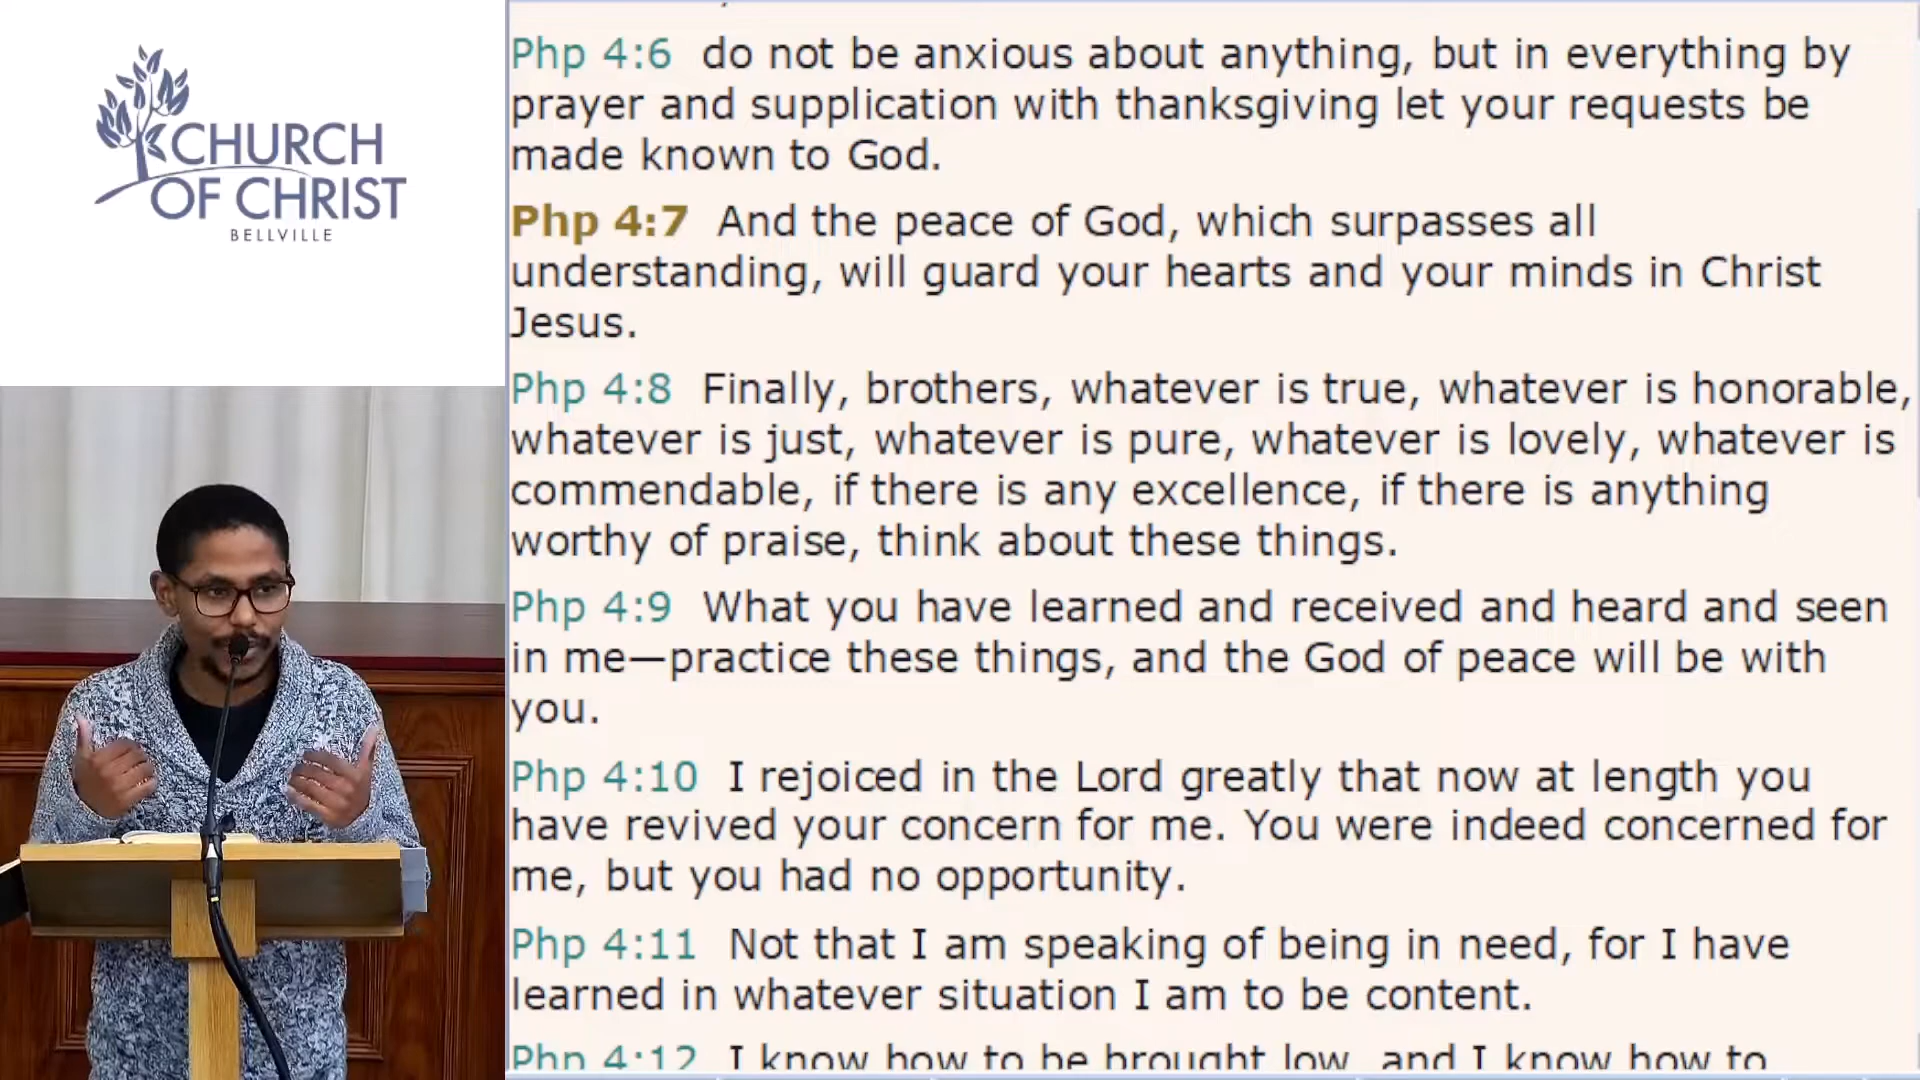 CHURCH
OF CHRIST
BELLVILLE
Php 4:6 do not be anxious about anything, but in everything by
prayer and supplication with thanksgiving let your requests be
made known to God.
Php 4:7 And the peace of God, which surpasses all
understanding, will guard your hearts and your minds in Christ
Jesus.
Php 4:8 Finally, brothers, whatever is true, whatever is honorable,
whatever is just, whatever is pure, whatever is lovely, whatever is
commendable, if there is any excellence, if there is anything
worthy of praise, think about these things.
Php 4:9 What you have learned and received and heard and seen
in me—practice these things, and the God of peace will be with
you.
Php 4:10 I rejoiced in the Lord greatly that now at length you
have revived your concern for me. You were indeed concerned for
me, but you had no opportunity.
Php 4:11 Not that I am speaking of being in need, for I have
learned in whatever situation I am to be content.
Php 4:12 I know how to be brought low, and I know how to